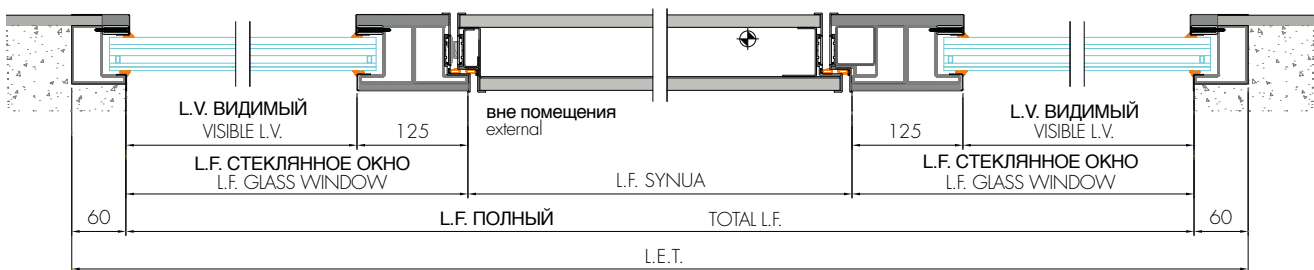 L.V. ВИДИМЫЙ
VISIBLE L.V.
125
вне помещения
external
125
L.V. ВИДИМЫЙ
VISIBLE L.V.
L.F. СТЕКЛЯННОЕ ОКНО
L.F. GLASS WINDOW
L.F. SYNUA
L.F. СТЕКЛЯННОЕ ОКНО
L.F. GLASS WINDOW
60
L.F. ПОЛНЫЙ
TOTAL L.F.
60
L.E.T.